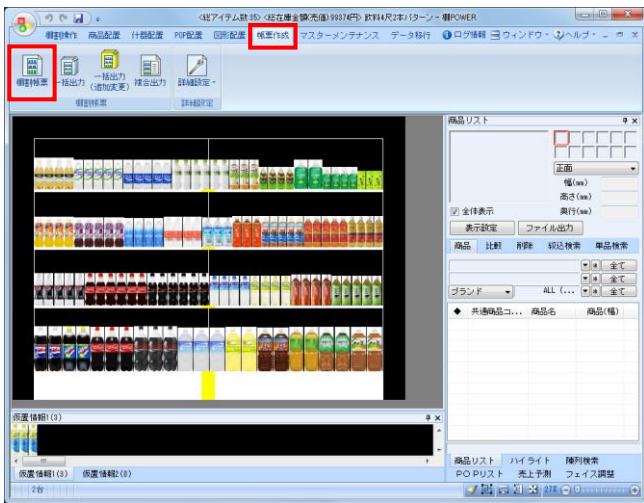 <総アイテム数:35> <総在庫金額(売価):99374円> 飲料4尺2本パターン - 棚POWER
棚割操作 商品配置 什器配置 POP配置 図形配置 帳票作成 マスターメンテナンス データ移行 ログ情報 ウィンドウ ヘルプ
棚割帳票 一括出力 一括出力(追加変更) 複合出力 詳細設定
棚割帳票 詳細設定
商品リスト
正面
幅(mm)
高さ(mm)
全体表示 奥行(mm)
表示設定 ファイル出力
商品 比較 削除 絞込検索 単品検索
全て
全て
ブランド ALL (... 全て
◆ 共通商品コ... 商品名 商品(幅)
仮置情報1(3)
仮置情報1(3) 仮置情報2(0)
商品リスト ハイライト 陳列検索
POPリスト 売上予測 フェイス調整
2台 27%